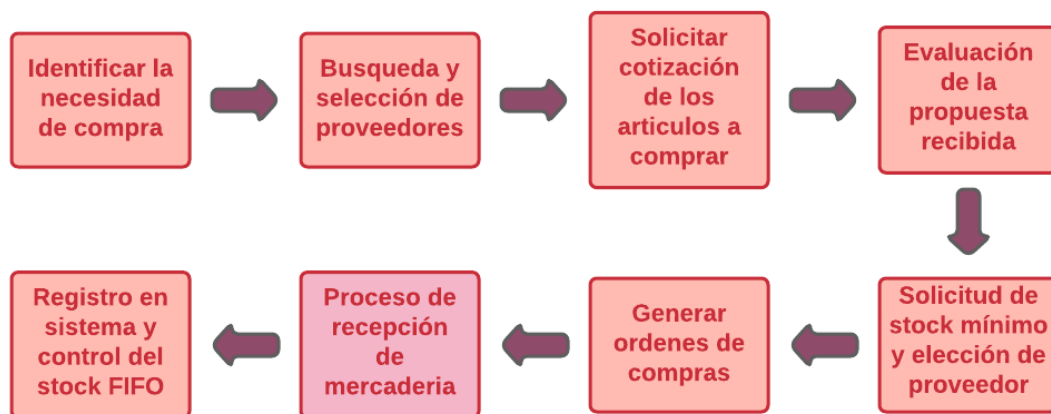 Identificar la
necesidad
de compra
Busqueda y
selección de
proveedores
Solicitar
cotización
de los
articulos a
comprar
Evaluación
de la
propuesta
recibida
Solicitud de
stock mínimo
y elección de
proveedor
Generar
ordenes de
compras
Proceso de
recepción
de
mercaderia
Registro en
sistema y
control del
stock FIFO